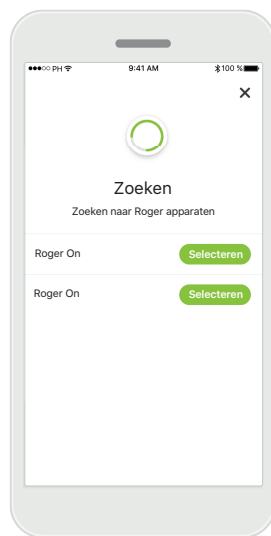 ●●●○○ PH 9:41 AM 100 %
Zoeken
Zoeken naar Roger apparaten
Roger On Selecteren
Roger On Selecteren